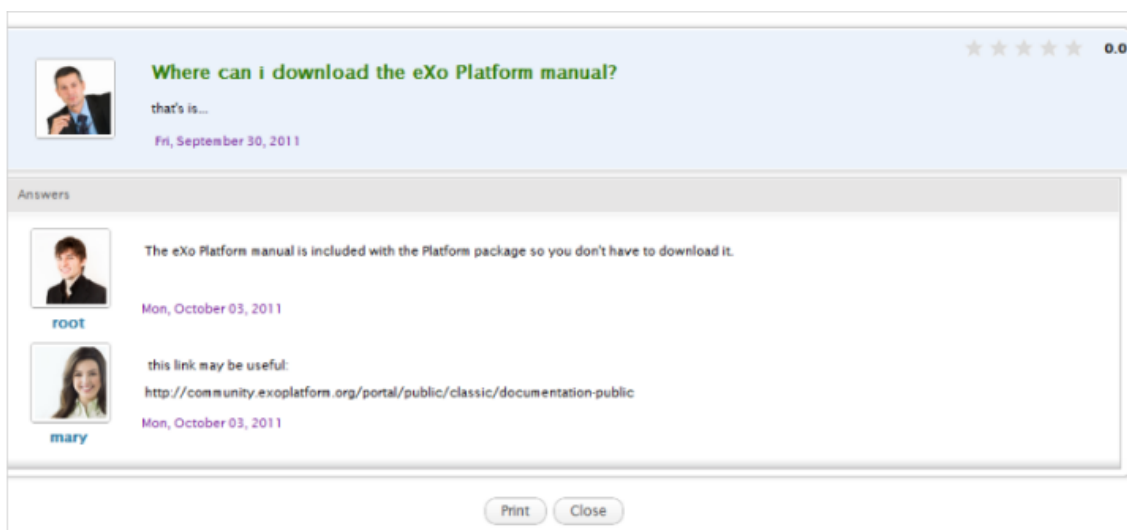 0.0
Where can i download the eXo Platform manual?
that's is...
Fri, September 30, 2011
Answers
The eXo Platform manual is included with the Platform package so you don't have to download it.
Mon, October 03, 2011
root
this link may be useful:
http://community.exoplatform.org/portal/public/classic/documentation-public
Mon, October 03, 2011
mary
Print Close